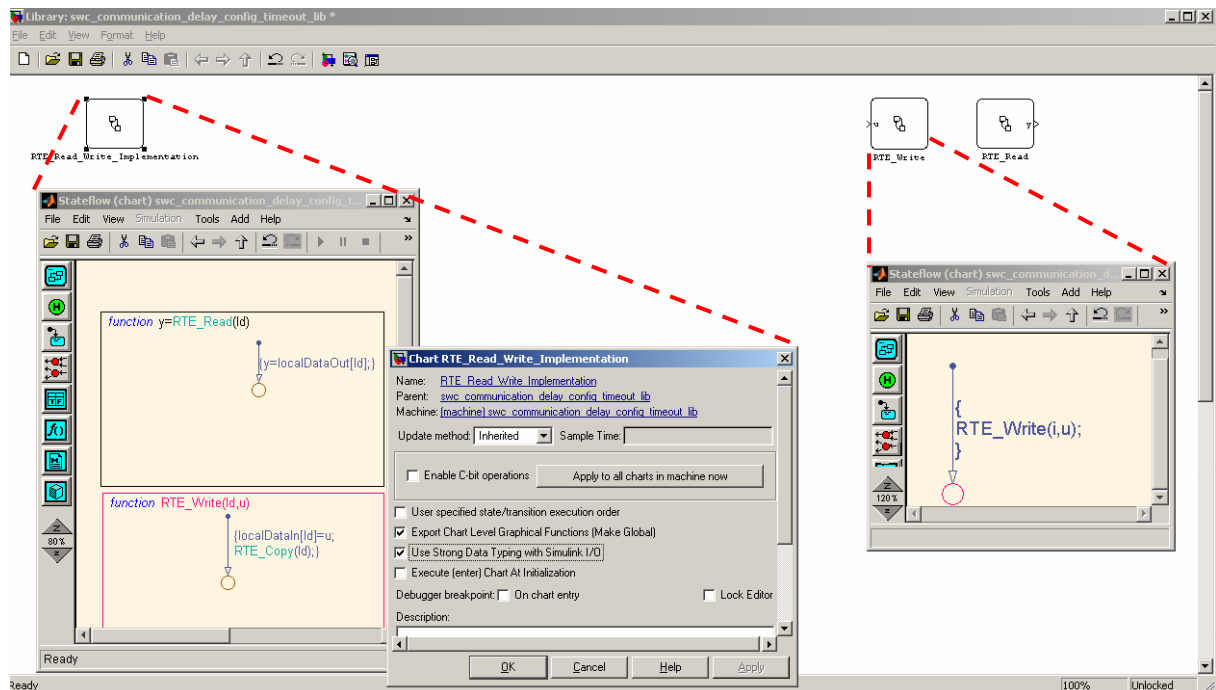 Library: swc_communication_delay_config_timeout_lib *
File Edit View Format Help
RTE_Read_Write_Implementation
u
RTE_Write
y
RTE_Read
Stateflow (chart) swc_communication_delay_config_t...
File Edit View Simulation Tools Add Help
»
function y=RTE_Read(Id)
{y=localDataOut[Id];}
function RTE_Write(Id,u)
{localDataIn[Id]=u;
RTE_Copy(Id);}
80%
Ready
Chart RTE_Read_Write_Implementation
Name: RTE_Read_Write_Implementation
Parent: swc_communication_delay_config_timeout_lib
Machine: (machine) swc_communication_delay_config_timeout_lib
Update method: Inherited Sample Time:
Enable C-bit operations Apply to all charts in machine now
User specified state/transition execution order
Export Chart Level Graphical Functions (Make Global)
Use Strong Data Typing with Simulink I/O
Execute (enter) Chart At Initialization
Debugger breakpoint: On chart entry Lock Editor
Description:
OK Cancel Help Apply
Stateflow (chart) swc_communication_d...
File Edit View Simulation Tools Add Help
»
{
RTE_Write(i,u);
}
120%
Ready 100% Unlocked